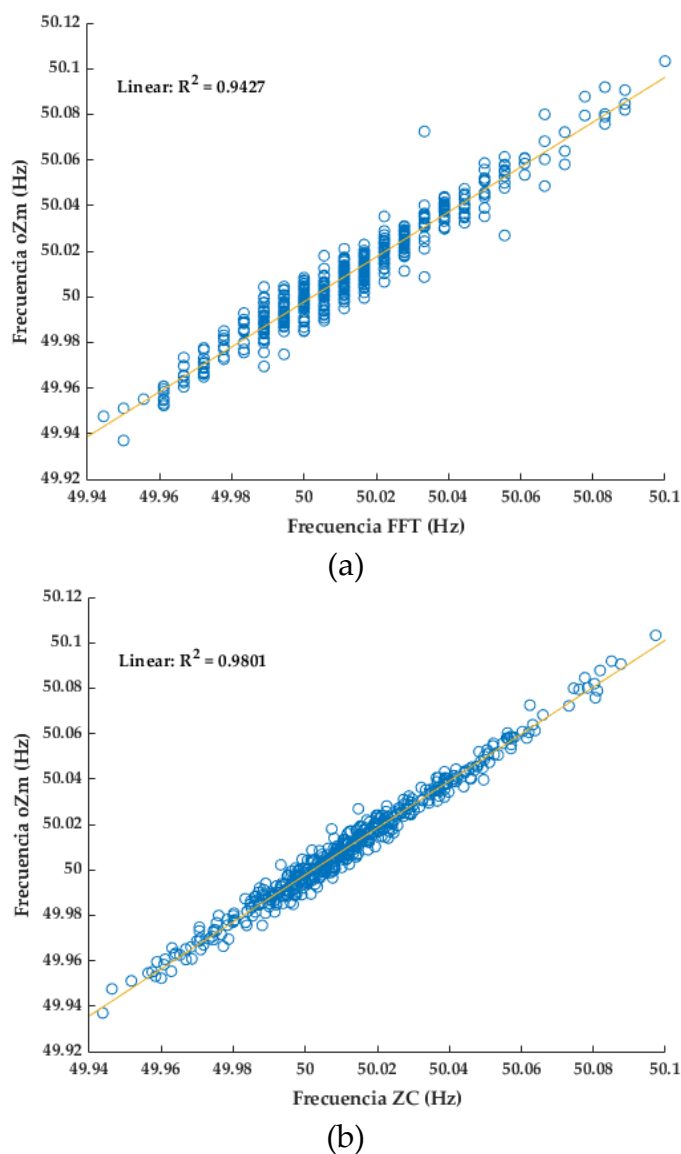 50.12
50.1
Linear: R² = 0.9427
50.08
50.06
50.04
50.02
50
49.98
49.96
49.94
49.92
Frecuencia oZm (Hz)
49.94 49.96 49.98 50 50.02 50.04 50.06 50.08 50.1
Frecuencia FFT (Hz)
(a)
50.12
50.1
Linear: R² = 0.9801
50.08
50.06
50.04
50.02
50
49.98
49.96
49.94
49.92
Frecuencia oZm (Hz)
49.94 49.96 49.98 50 50.02 50.04 50.06 50.08 50.1
Frecuencia ZC (Hz)
(b)